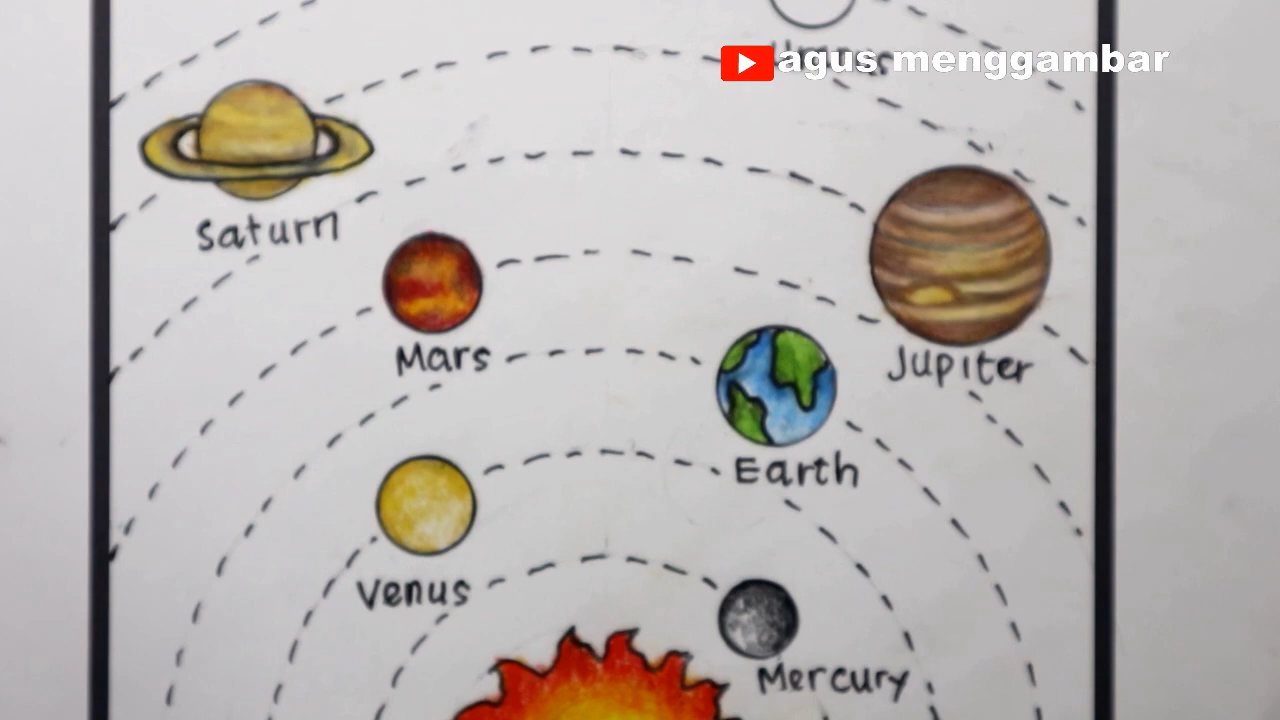 agus menggambar
Saturn
Mars
Jupiter
Earth
Venus
Mercury